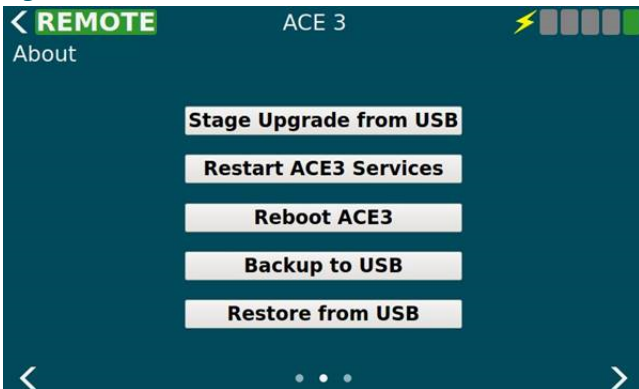 REMOTE ACE 3
About
Stage Upgrade from USB
Restart ACE3 Services
Reboot ACE3
Backup to USB
Restore from USB